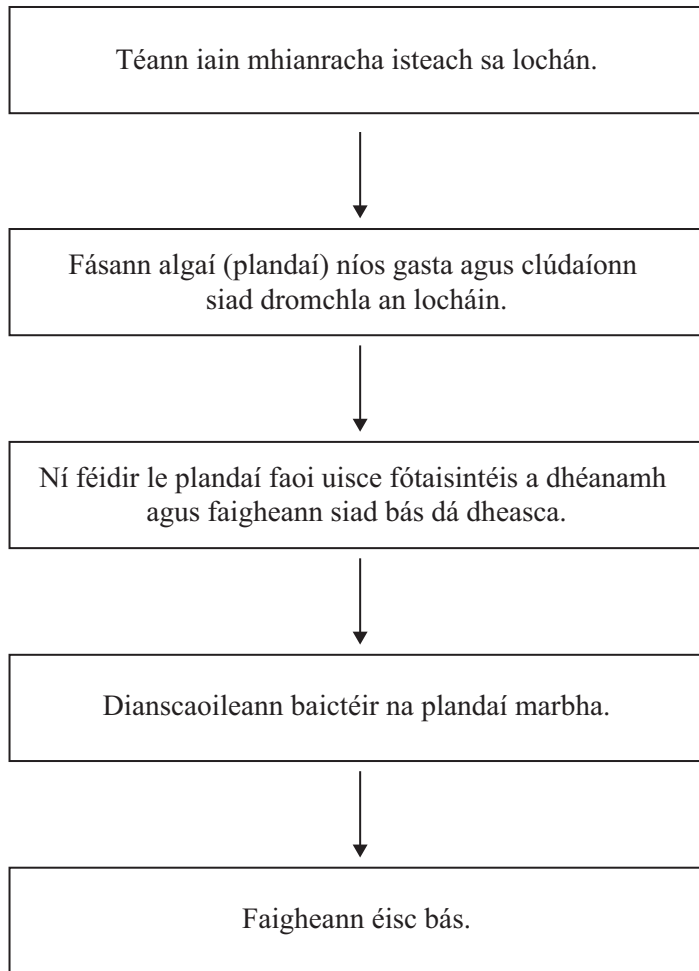 Téann iain mhianracha isteach sa lochán.
Fásann algaí (plandaí) níos gasta agus clúdaíonn
siad dromchla an locháin.
Ní féidir le plandaí faoi uisce fótaisintéis a dhéanamh
agus faigheann siad bás dá dheasca.
Dianscaoileann baictéir na plandaí marbha.
Faigheann éisc bás.